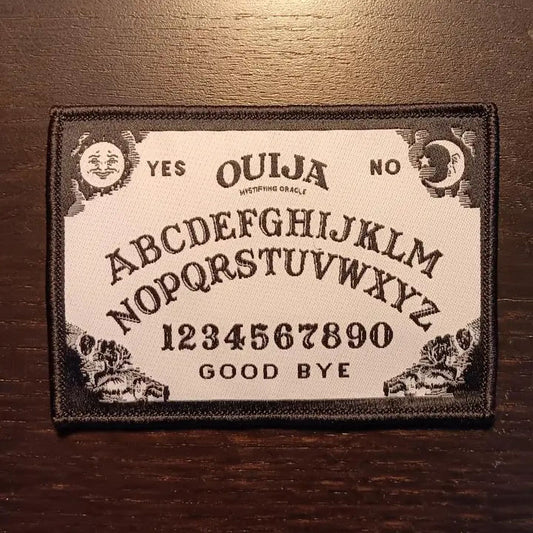 YES OUIJA NO
MYSTIFYING ORACLE
ABCDEFGHIJKLM
NOPQRSTUVWXYZ
1234567890
GOOD BYE